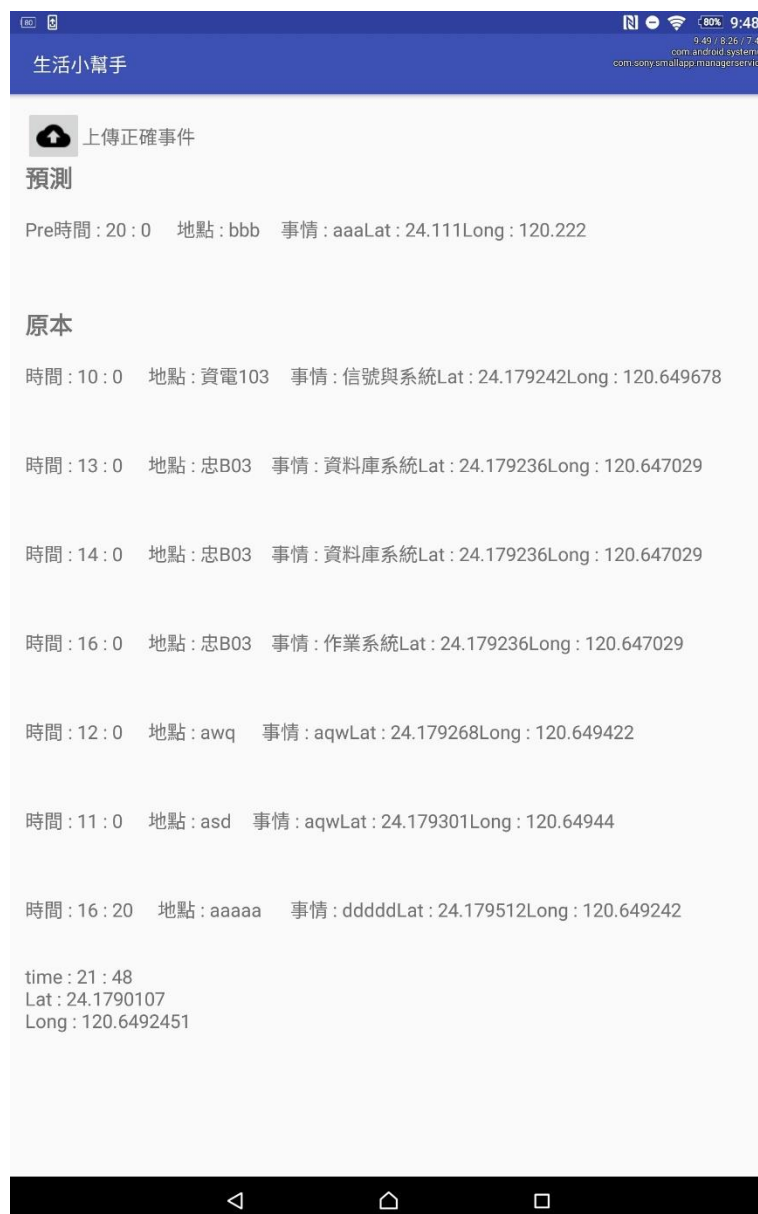 80
80% 9:48
9.49 / 8.26 / 7.4
com.android.system
com.sony.smallapp.managerservic
生活小幫手
上傳正確事件
預測
Pre時間 : 20 : 0 地點 : bbb 事情 : aaaLat : 24.111Long : 120.222
原本
時間 : 10 : 0 地點 : 資電103 事情 : 信號與系統Lat : 24.179242Long : 120.649678
時間 : 13 : 0 地點 : 忠B03 事情 : 資料庫系統Lat : 24.179236Long : 120.647029
時間 : 14 : 0 地點 : 忠B03 事情 : 資料庫系統Lat : 24.179236Long : 120.647029
時間 : 16 : 0 地點 : 忠B03 事情 : 作業系統Lat : 24.179236Long : 120.647029
時間 : 12 : 0 地點 : awq 事情 : aqwLat : 24.179268Long : 120.649422
時間 : 11 : 0 地點 : asd 事情 : aqwLat : 24.179301Long : 120.64944
時間 : 16 : 20 地點 : aaaaa 事情 : dddddLat : 24.179512Long : 120.649242
time : 21 : 48
Lat : 24.1790107
Long : 120.6492451